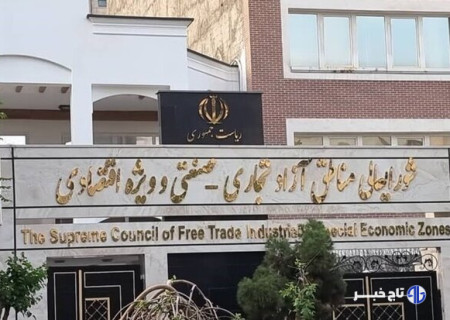 ریاست جمهوری
شورایعالی مناطق آزاد تجاری - صنعتی و ویژه اقتصادی
The Supreme Council of Free Trade Industrial Special Economic Zones
تاج خبر